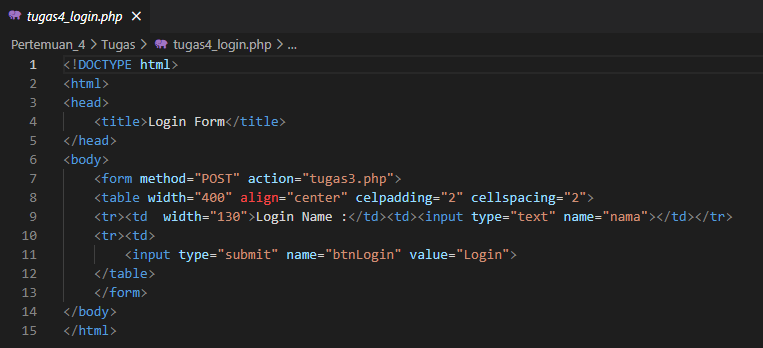 tugas4_login.php ×
Pertemuan_4 > Tugas > tugas4_login.php > ...
1 <!DOCTYPE html>
2 <html>
3 <head>
4 <title>Login Form</title>
5 </head>
6 <body>
7 <form method="POST" action="tugas3.php">
8 <table width="400" align="center" celpadding="2" cellspacing="2">
9 <tr><td  width="130">Login Name :</td><td><input type="text" name="nama"></td></tr>
10 <tr><td>
11 <input type="submit" name="btnLogin" value="Login">
12 </table>
13 </form>
14 </body>
15 </html>